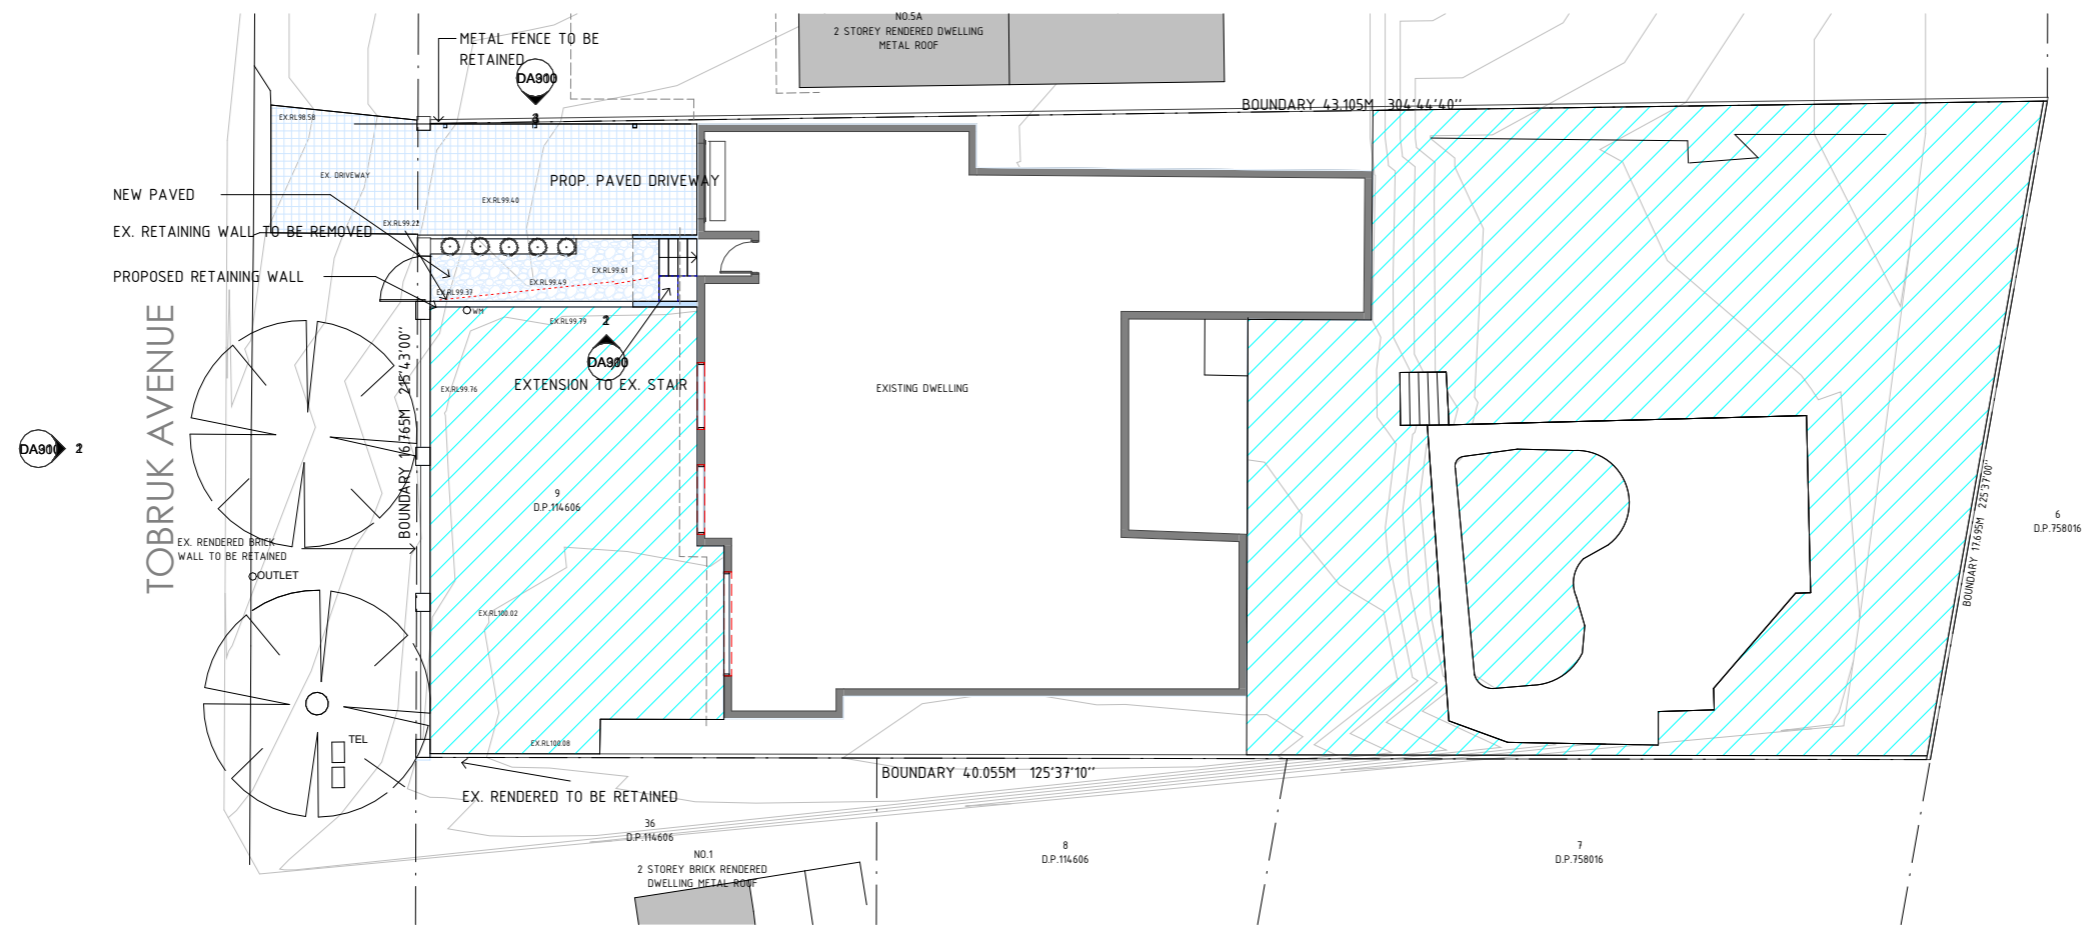 NO.5A
2 STOREY RENDERED DWELLING
METAL ROOF
METAL FENCE TO BE
RETAINED
BOUNDARY 43.105M 304°44'40''
EX.RL98.58
EX. DRIVEWAY
PROP. PAVED DRIVEWAY
NEW PAVED
EX.RL99.40
EX.RL99.22
EX. RETAINING WALL TO BE REMOVED
PROPOSED RETAINING WALL
EX.RL99.61
EX.RL99.49
EX.RL99.37
WM
EX.RL99.79
EXTENSION TO EX. STAIR
EX.RL99.76
EXISTING DWELLING
TOBRUK AVENUE
BOUNDARY 16.765M 215°43'00''
9
D.P.114606
6
D.P.758016
BOUNDARY 17.695M 225°37'00''
EX. RENDERED BRICK
WALL TO BE RETAINED
OUTLET
EX.RL100.02
TEL
EX.RL100.08
BOUNDARY 40.055M 125°37'10''
EX. RENDERED TO BE RETAINED
36
D.P.114606
8
D.P.114606
7
D.P.758016
NO.1
2 STOREY BRICK RENDERED
DWELLING METAL ROOF